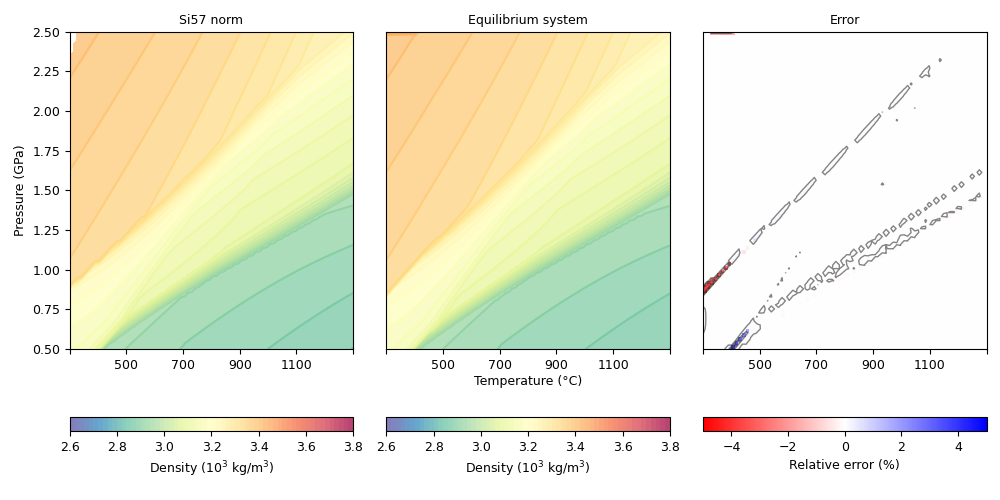 Si57 norm
Equilibrium system
Error
2.50
2.25
2.00
1.75
1.50
1.25
1.00
0.75
0.50
Pressure (GPa)
500 700 900 1100
500 700 900 1100
500 700 900 1100
Temperature (°C)
2.6 2.8 3.0 3.2 3.4 3.6 3.8
2.6 2.8 3.0 3.2 3.4 3.6 3.8
−4 −2 0 2 4
Density (10³ kg/m³)
Density (10³ kg/m³)
Relative error (%)